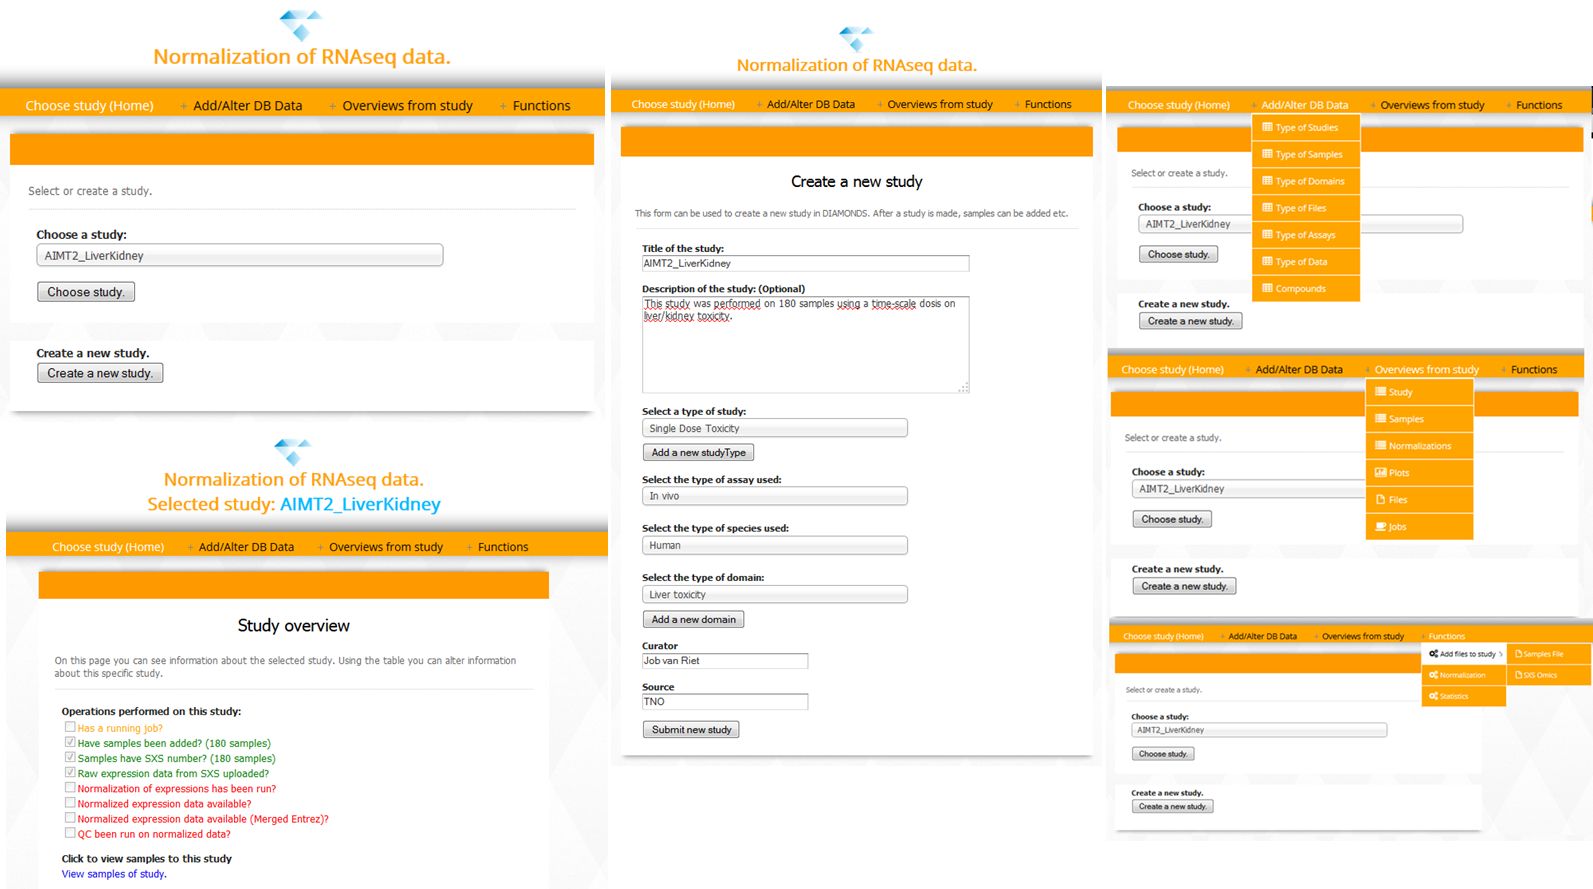 Normalization of RNAseq data.
Choose study (Home) + Add/Alter DB Data + Overviews from study + Functions
Select or create a study.
Choose a study:
AIMT2_LiverKidney
Choose study.
Create a new study.
Create a new study.
Normalization of RNAseq data.
Selected study: AIMT2_LiverKidney
Choose study (Home) + Add/Alter DB Data + Overviews from study + Functions
Study overview
On this page you can see information about the selected study. Using the table you can alter information
about this specific study.
Operations performed on this study:
Has a running job?
Have samples been added? (180 samples)
Samples have SXS number? (180 samples)
Raw expression data from SXS uploaded?
Normalization of expressions has been run?
Normalized expression data available?
Normalized expression data available (Merged Entrez)?
QC been run on normalized data?
Click to view samples to this study
View samples of study.
Normalization of RNAseq data.
Choose study (Home) + Add/Alter DB Data + Overviews from study + Functions
Create a new study
This form can be used to create a new study in DIAMONDS. After a study is made, samples can be added etc.
Title of the study:
AIMT2_LiverKidney
Description of the study: (Optional)
This study was performed on 180 samples using a time-scale dosis on
liver/kidney toxicity.
Select a type of study:
Single Dose Toxicity
Add a new studyType
Select the type of assay used:
In vivo
Select the type of species used:
Human
Select the type of domain:
Liver toxicity
Add a new domain
Curator
Job van Riet
Source
TNO
Submit new study
Choose study (Home) + Add/Alter DB Data + Overviews from study + Functions
Type of Studies
Type of Samples
Type of Domains
Type of Files
Type of Assays
Type of Data
Compounds
Select or create a study.
Choose a study:
AIMT2_LiverKidney
Choose study.
Create a new study.
Create a new study.
Choose study (Home) + Add/Alter DB Data + Overviews from study + Functions
Study
Samples
Normalizations
Plots
Files
Jobs
Select or create a study.
Choose a study:
AIMT2_LiverKidney
Choose study.
Create a new study.
Create a new study.
Choose study (Home) + Add/Alter DB Data + Overviews from study + Functions
Add files to study
Samples File
Normalization
SXS Omics
Statistics
Select or create a study.
Choose a study:
AIMT2_LiverKidney
Choose study.
Create a new study.
Create a new study.